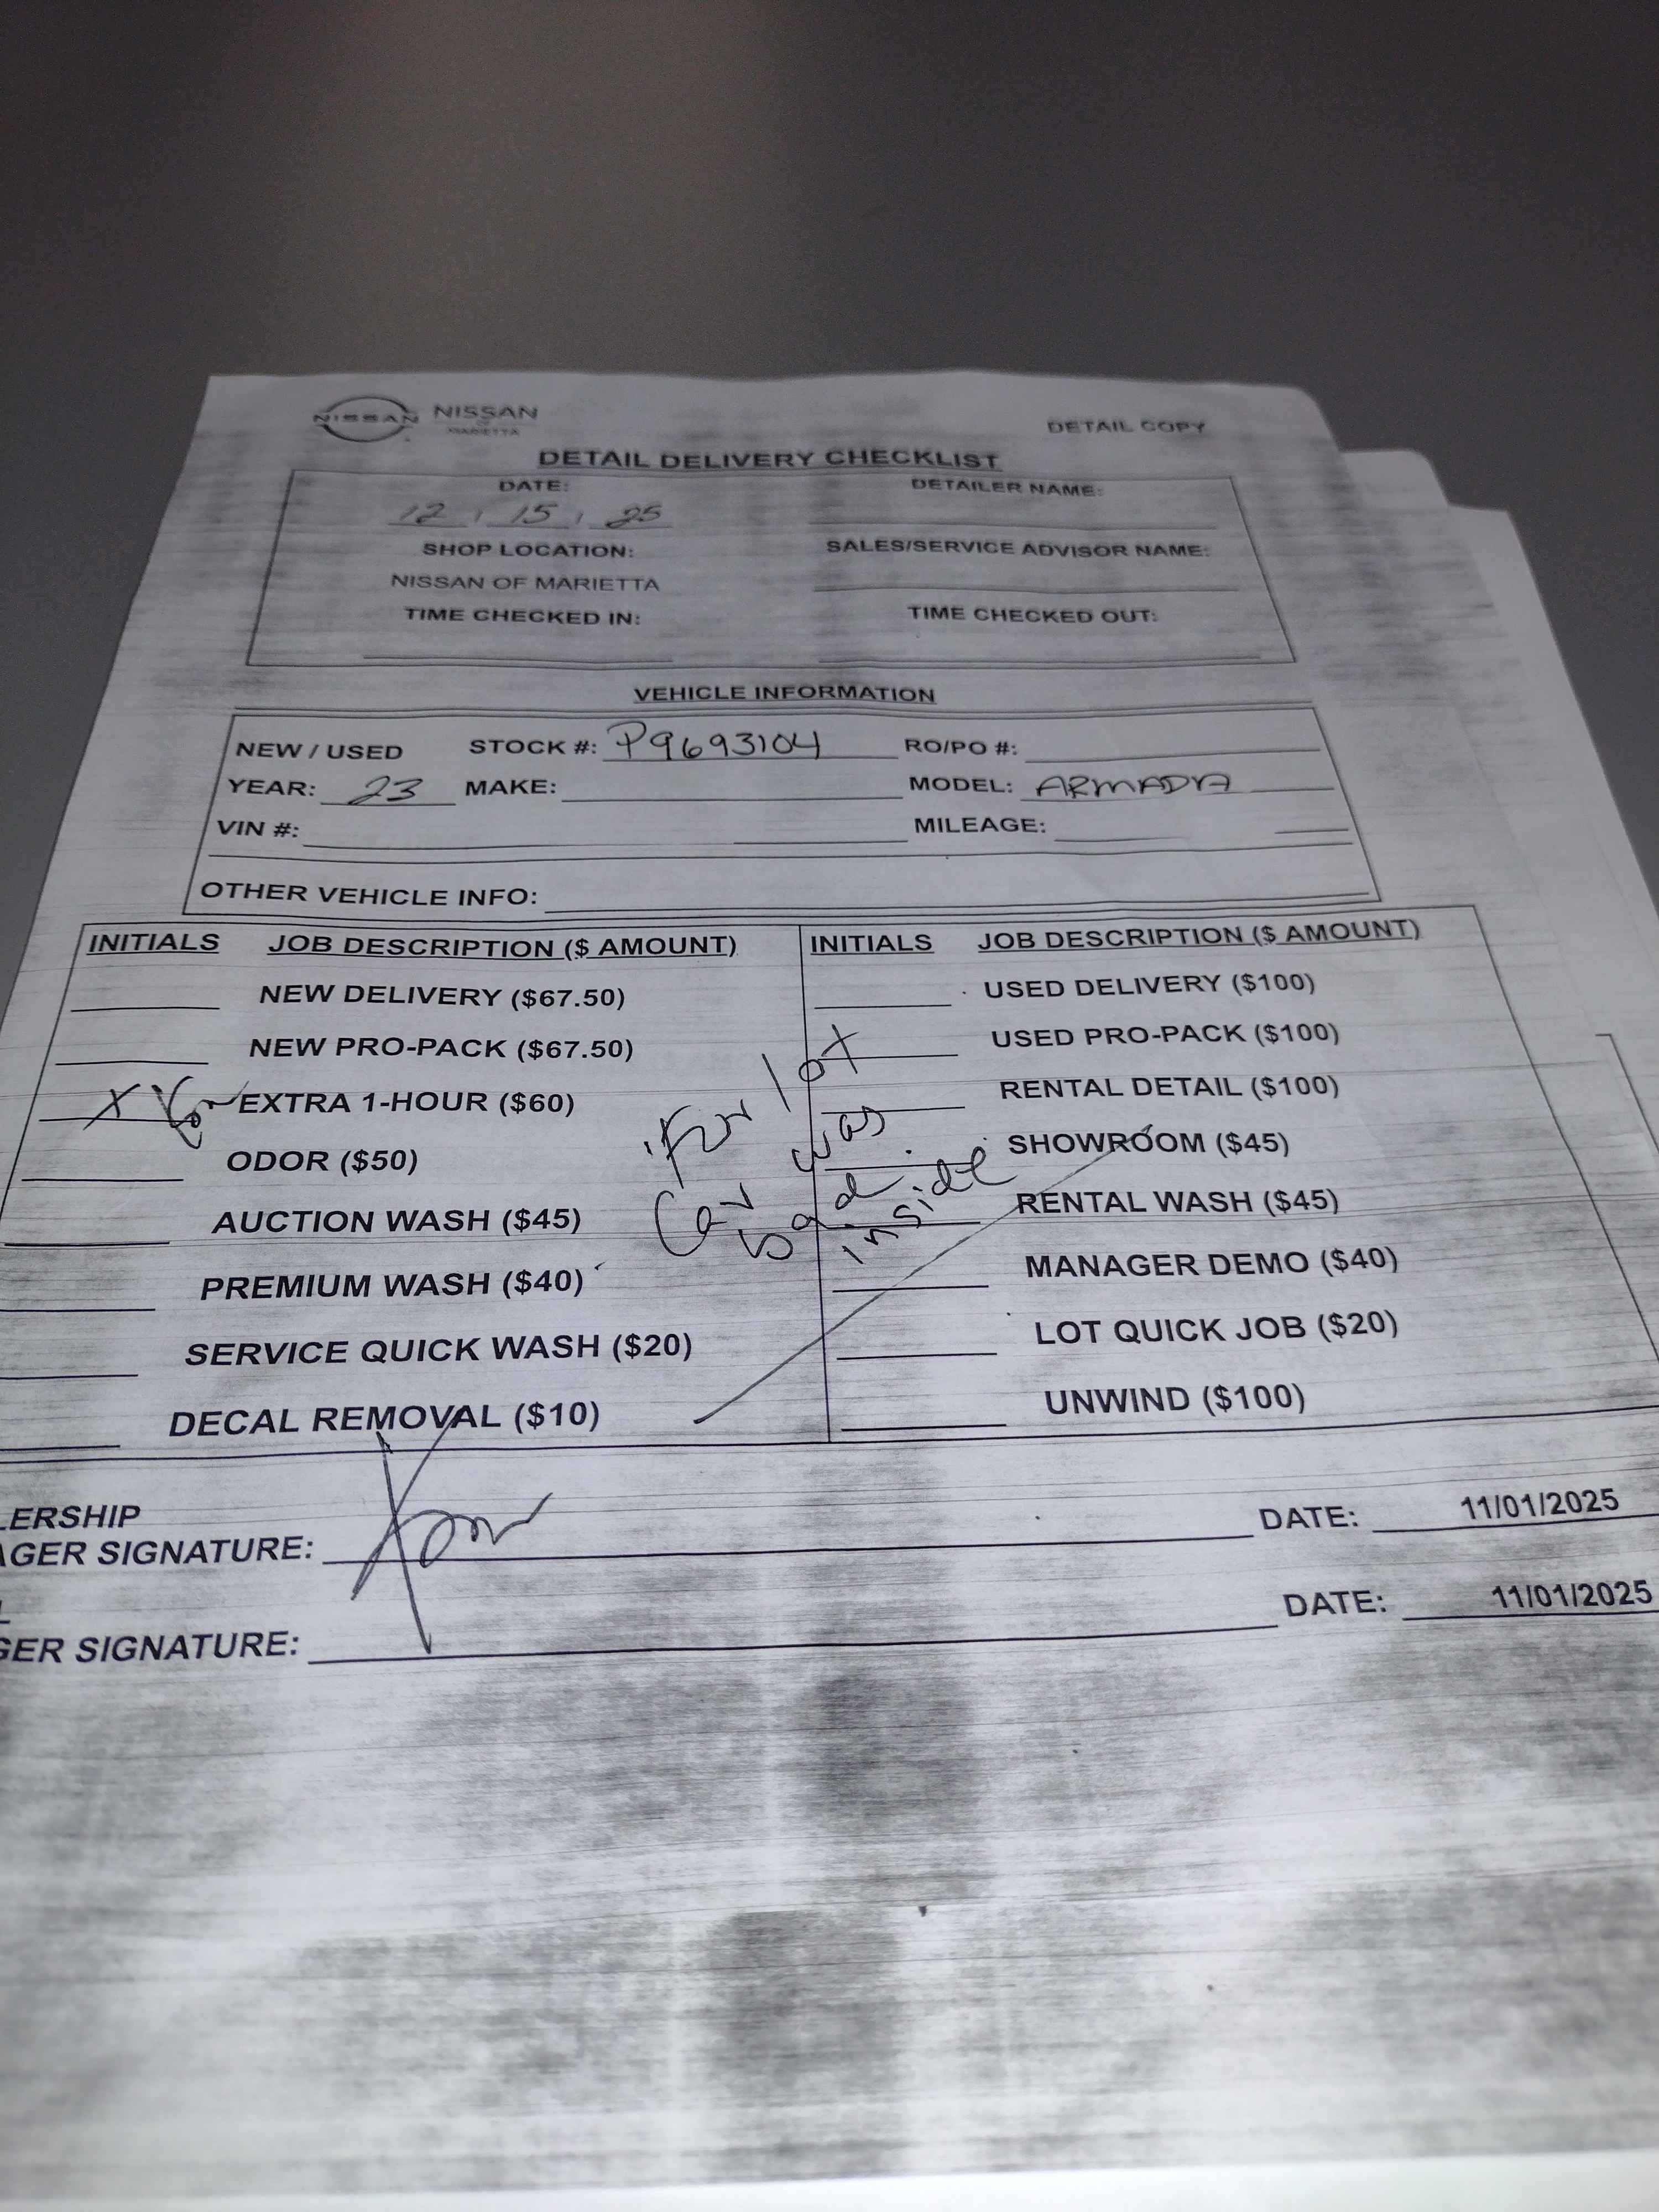 NISSAN NISSAN
OF
MARIETTA
DETAIL COPY
DETAIL DELIVERY CHECKLIST
DATE: DETAILER NAME:
12 / 15 / 25
SHOP LOCATION: SALES/SERVICE ADVISOR NAME:
NISSAN OF MARIETTA
TIME CHECKED IN: TIME CHECKED OUT:
VEHICLE INFORMATION
NEW / USED STOCK #: P9693104 RO/PO #:
YEAR: 23 MAKE: MODEL: ARMADA
VIN #: MILEAGE:
OTHER VEHICLE INFO:
INITIALS JOB DESCRIPTION ($ AMOUNT) INITIALS JOB DESCRIPTION ($ AMOUNT)
NEW DELIVERY ($67.50) USED DELIVERY ($100)
NEW PRO-PACK ($67.50) USED PRO-PACK ($100)
X EXTRA 1-HOUR ($60) RENTAL DETAIL ($100)
ODOR ($50) SHOWROOM ($45)
AUCTION WASH ($45) RENTAL WASH ($45)
PREMIUM WASH ($40) MANAGER DEMO ($40)
SERVICE QUICK WASH ($20) LOT QUICK JOB ($20)
DECAL REMOVAL ($10) UNWIND ($100)
For lot
Car was
bad
inside
LERSHIP
AGER SIGNATURE: DATE: 11/01/2025
L
GER SIGNATURE: DATE: 11/01/2025